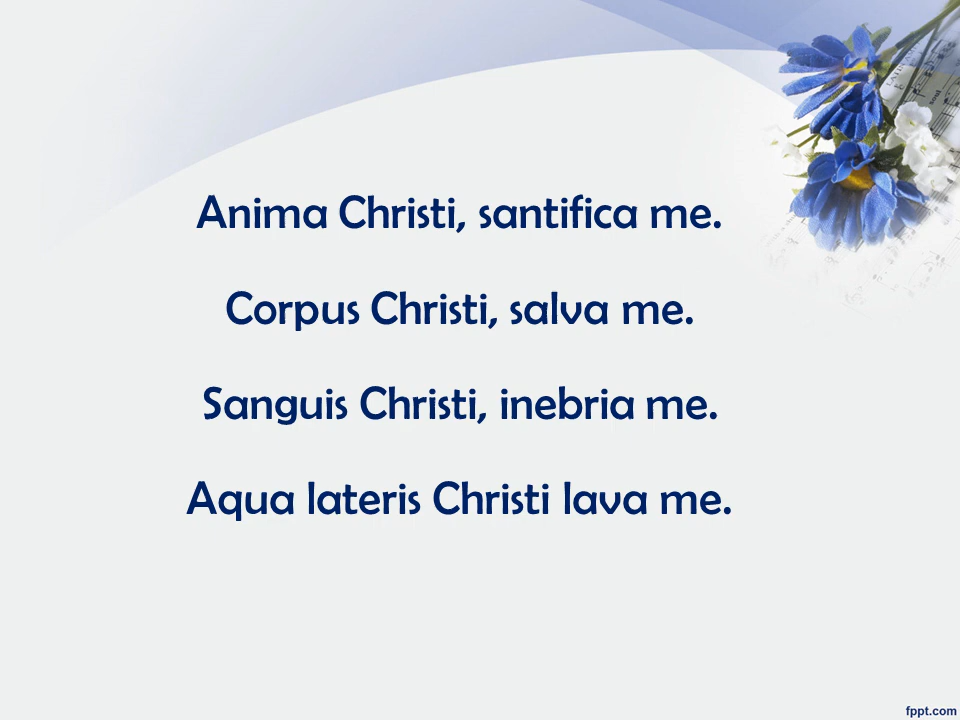 Anima Christi, santifica me.
Corpus Christi, salva me.
Sanguis Christi, inebria me.
Aqua lateris Christi lava me.
fppt.com